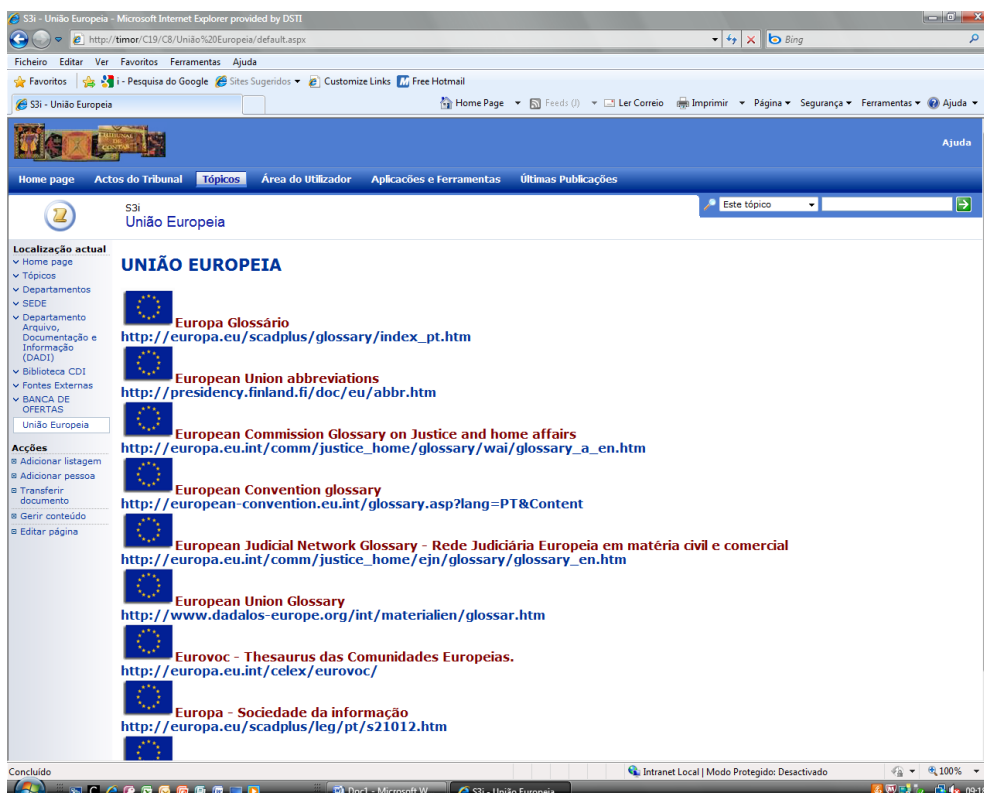 S3i - União Europeia - Microsoft Internet Explorer provided by DSTI
http://timor/C19/C8/União%20Europeia/default.aspx
Bing
Ficheiro Editar Ver Favoritos Ferramentas Ajuda
Favoritos i - Pesquisa do Google Sites Sugeridos Customize Links Free Hotmail
S3i - União Europeia Home Page Feeds (J) Ler Correio Imprimir Página Segurança Ferramentas Ajuda
TRIBUNAL
DE
CONTAS
Ajuda
Home page Actos do Tribunal Tópicos Área do Utilizador Aplicacões e Ferramentas Últimas Publicações
Este tópico
S3i
União Europeia
Localização actual
Home page
Tópicos
Departamentos
SEDE
Departamento
Arquivo,
Documentação e
Informação
(DADI)
Biblioteca CDI
Fontes Externas
BANCA DE
OFERTAS
União Europeia
Acções
Adicionar listagem
Adicionar pessoa
Transferir
documento
Gerir conteúdo
Editar página
UNIÃO EUROPEIA
Europa Glossário
http://europa.eu/scadplus/glossary/index_pt.htm
European Union abbreviations
http://presidency.finland.fi/doc/eu/abbr.htm
European Commission Glossary on Justice and home affairs
http://europa.eu.int/comm/justice_home/glossary/wai/glossary_a_en.htm
European Convention glossary
http://european-convention.eu.int/glossary.asp?lang=PT&Content
European Judicial Network Glossary - Rede Judiciária Europeia em matéria civil e comercial
http://europa.eu.int/comm/justice_home/ejn/glossary/glossary_en.htm
European Union Glossary
http://www.dadalos-europe.org/int/materialien/glossar.htm
Eurovoc - Thesaurus das Comunidades Europeias.
http://europa.eu.int/celex/eurovoc/
Europa - Sociedade da informação
http://europa.eu/scadplus/leg/pt/s21012.htm
Concluído Intranet Local | Modo Protegido: Desactivado 100%
Doc1 - Microsoft W... S3i - União Europeia... 09:18